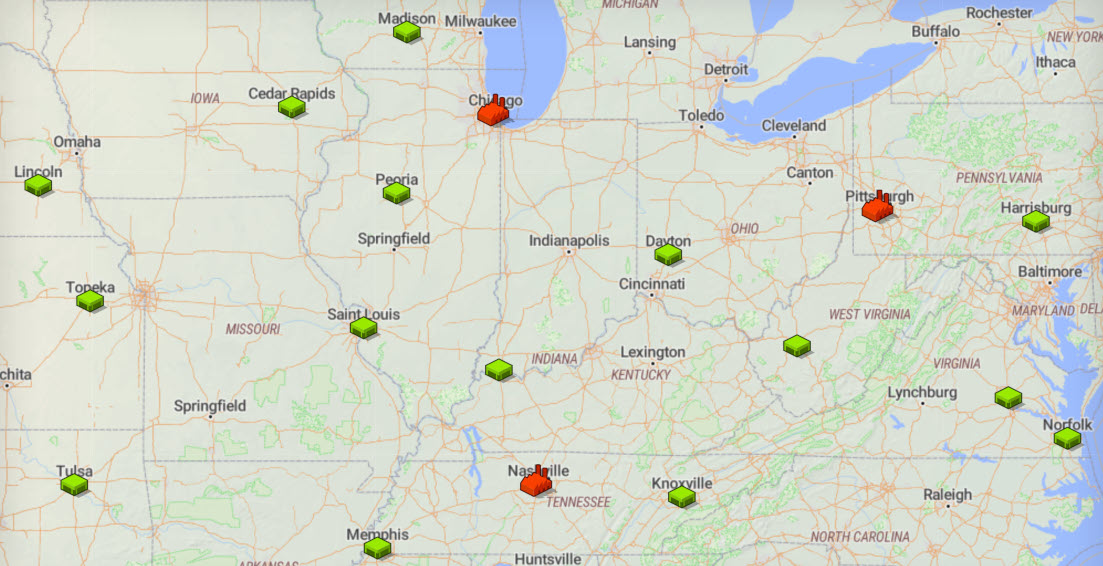 MICHIGAN
Madison
Milwaukee
Rochester
Buffalo
NEW YORK
Lansing
Ithaca
Detroit
IOWA
Cedar Rapids
Chicago
Toledo
Cleveland
Omaha
Lincoln
Peoria
Canton
PENNSYLVANIA
Pittsburgh
Harrisburg
Springfield
Indianapolis
Dayton
OHIO
Baltimore
Topeka
Cincinnati
MARYLAND
DELA
Saint Louis
MISSOURI
WEST VIRGINIA
INDIANA
Lexington
KENTUCKY
VIRGINIA
chita
Lynchburg
Springfield
Norfolk
Tulsa
Nashville
Knoxville
TENNESSEE
Raleigh
Memphis
NORTH CAROLINA
Huntsville
ARKANSAS